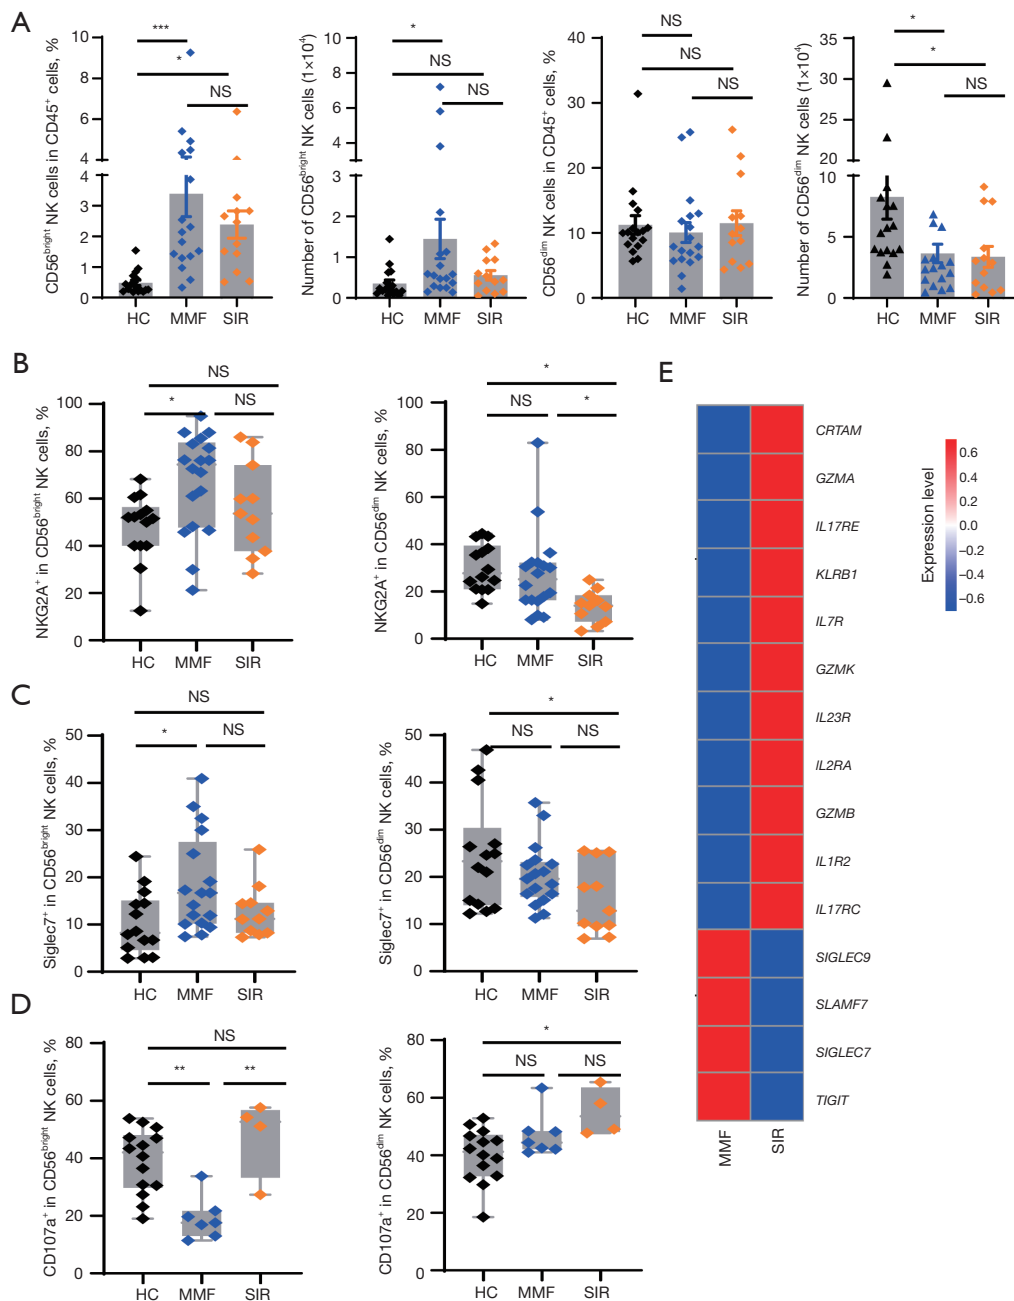 A
CD56bright NK cells in CD45+ cells, %
***
*
NS
10
8
6
4
4
3
2
1
0
HC MMF SIR
Number of CD56bright NK cells (1×10⁴)
*
NS
NS
10
8
6
4
2
3
2
1
0
HC MMF SIR
CD56dim NK cells in CD45+ cells, %
NS
NS
NS
40
30
20
10
0
HC MMF SIR
Number of CD56dim NK cells (1×10⁴)
*
*
NS
35
30
25
20
15
10
5
0
HC MMF SIR
B
NKG2A+ in CD56bright NK cells, %
NS
* NS
100
80
60
40
20
0
HC MMF SIR
NKG2A+ in CD56dim NK cells, %
*
NS *
100
80
60
40
20
0
HC MMF SIR
C
Siglec7+ in CD56bright NK cells, %
NS
* NS
50
40
30
20
10
0
HC MMF SIR
Siglec7+ in CD56dim NK cells, %
*
NS NS
50
40
30
20
10
0
HC MMF SIR
D
CD107a+ in CD56bright NK cells, %
NS
** **
80
60
40
20
0
HC MMF SIR
CD107a+ in CD56dim NK cells, %
*
NS NS
80
60
40
20
0
HC MMF SIR
E
CRTAM
GZMA
IL17RE
KLRB1
IL7R
GZMK
IL23R
IL2RA
GZMB
IL1R2
IL17RC
SIGLEC9
SLAMF7
SIGLEC7
TIGIT
MMF SIR
Expression level
0.6
0.4
0.0
–0.4
–0.6